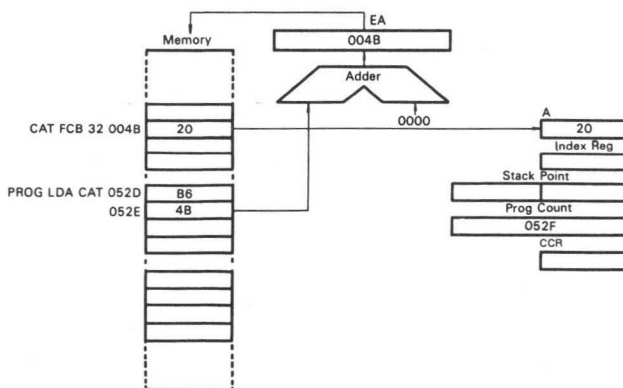 EA
004B
Memory
Adder
0000
CAT FCB 32 004B
20
A
20
Index Reg
Stack Point
PROG LDA CAT 052D
B6
052E
4B
Prog Count
052F
CCR